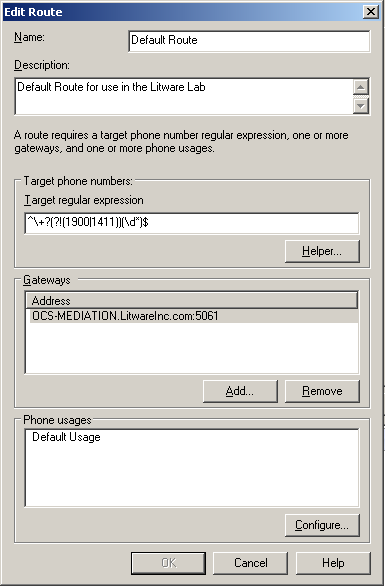 Edit Route
Name:
Default Route
Description:
Default Route for use in the Litware Lab
A route requires a target phone number regular expression, one or more
gateways, and one or more phone usages.
Target phone numbers:
Target regular expression
^\+?(?!(1900|1411))(\d*)$
Helper...
Gateways
Address
OCS-MEDIATION.LitwareInc.com:5061
Add...
Remove
Phone usages
Default Usage
Configure...
OK
Cancel
Help